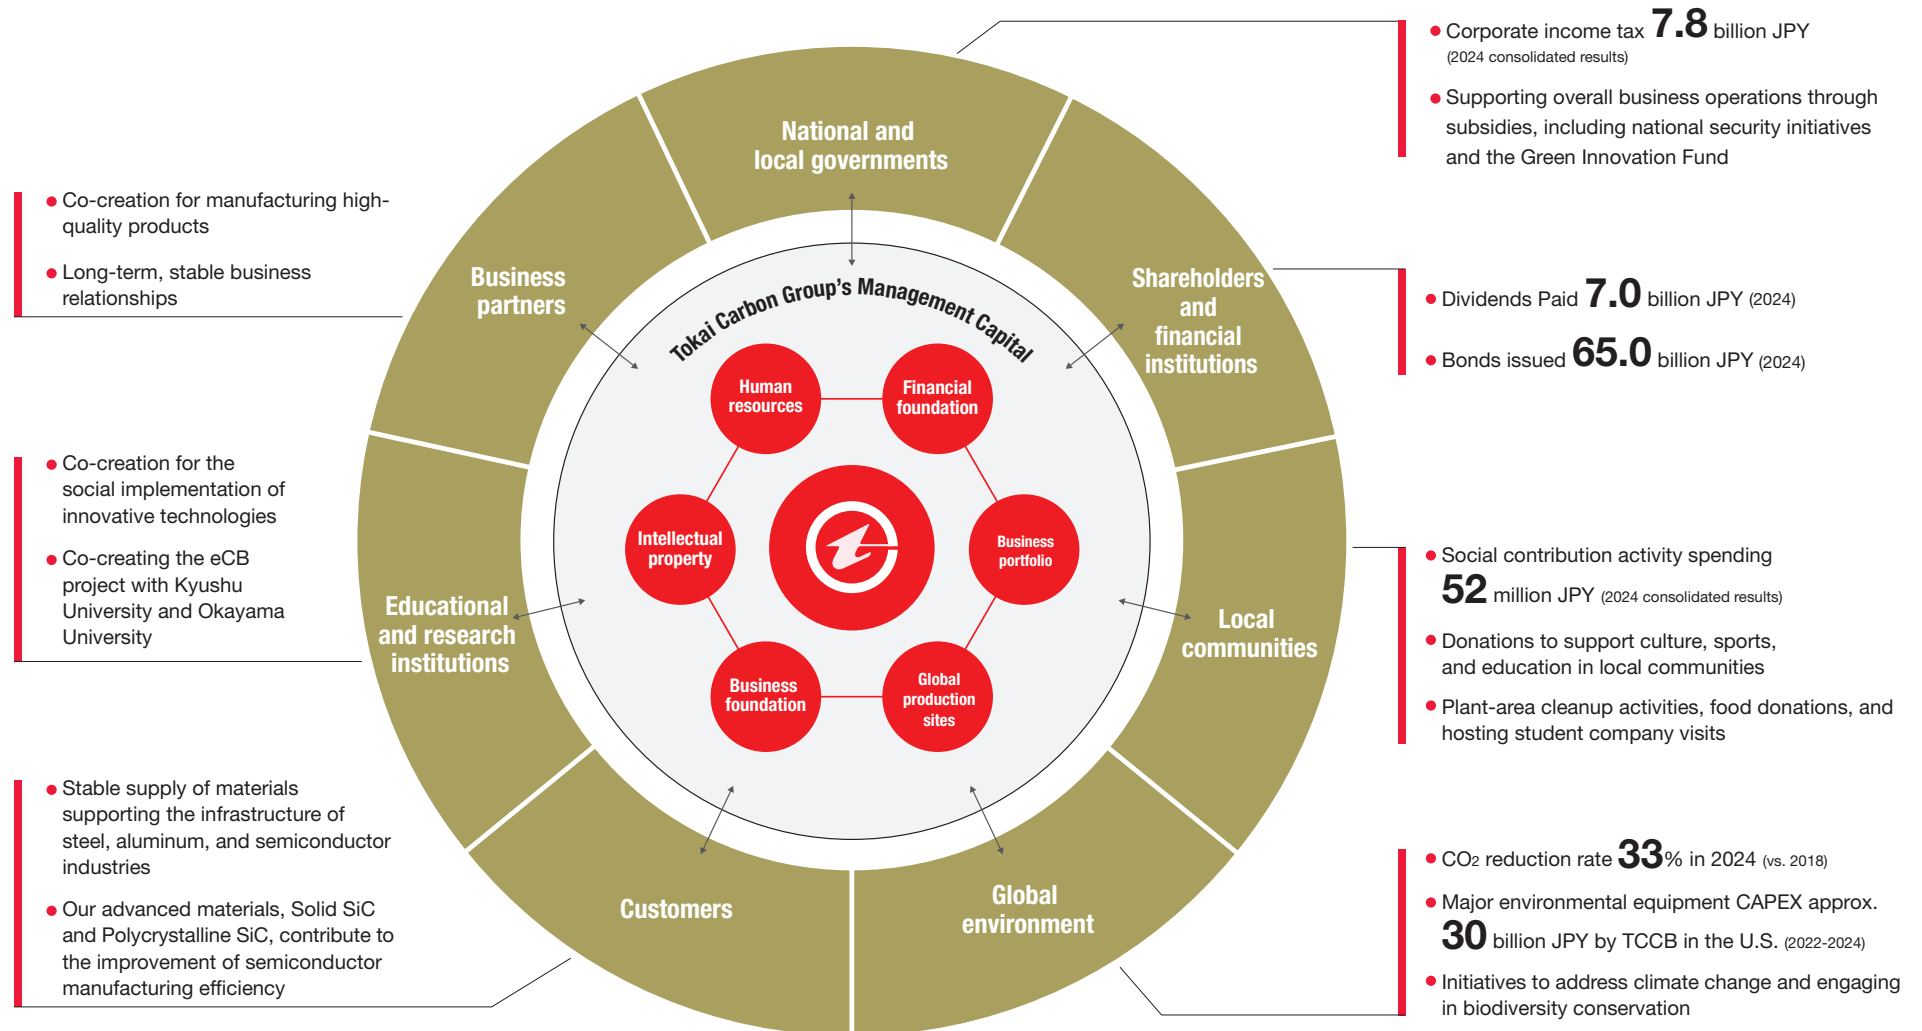 Corporate income tax 7.8 billion JPY
(2024 consolidated results)
Supporting overall business operations through
subsidies, including national security initiatives
and the Green Innovation Fund
National and
local governments
Co-creation for manufacturing high-
quality products
Long-term, stable business
relationships
Business
partners
Shareholders
and
financial
institutions
Dividends Paid 7.0 billion JPY (2024)
Bonds issued 65.0 billion JPY (2024)
Tokai Carbon Group's Management Capital
Human
resources
Financial
foundation
Intellectual
property
Business
portfolio
Business
foundation
Global
production
sites
Co-creation for the
social implementation of
innovative technologies
Co-creating the eCB
project with Kyushu
University and Okayama
University
Educational
and research
institutions
Local
communities
Social contribution activity spending
52 million JPY (2024 consolidated results)
Donations to support culture, sports,
and education in local communities
Plant-area cleanup activities, food donations, and
hosting student company visits
Stable supply of materials
supporting the infrastructure of
steel, aluminum, and semiconductor
industries
Our advanced materials, Solid SiC
and Polycrystalline SiC, contribute to
the improvement of semiconductor
manufacturing efficiency
Customers
Global
environment
CO2 reduction rate 33% in 2024 (vs. 2018)
Major environmental equipment CAPEX approx.
30 billion JPY by TCCB in the U.S. (2022-2024)
Initiatives to address climate change and engaging
in biodiversity conservation